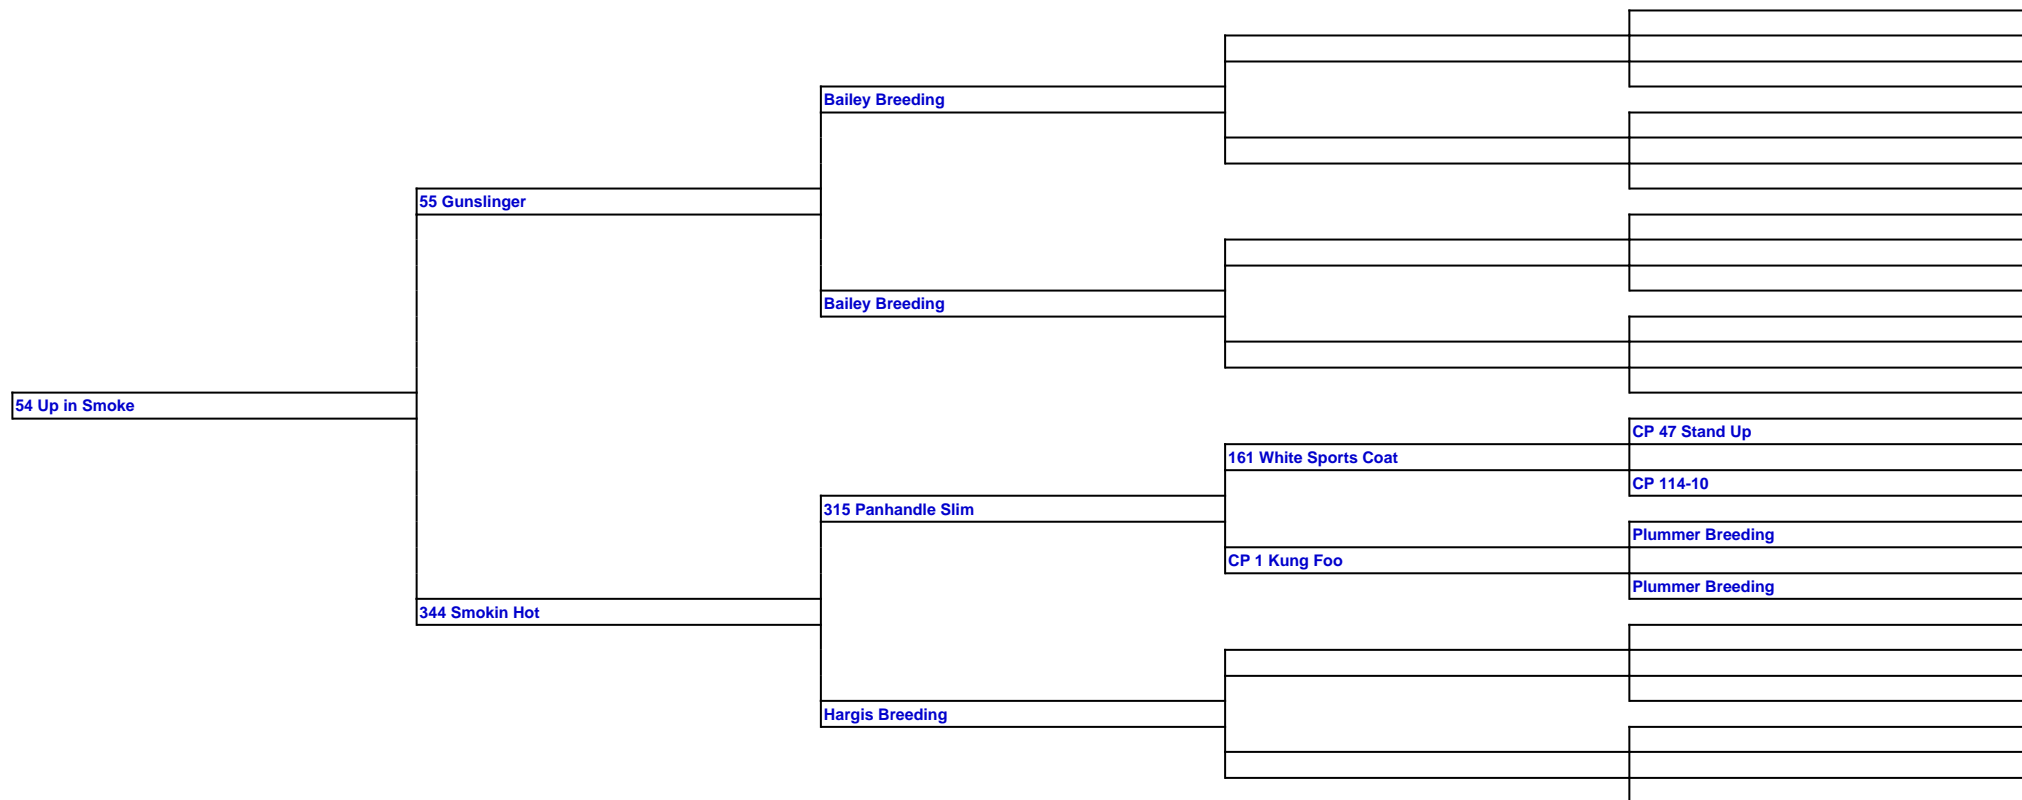 Bailey Breeding
55 Gunslinger
Bailey Breeding
54 Up in Smoke
CP 47 Stand Up
161 White Sports Coat
CP 114-10
315 Panhandle Slim
Plummer Breeding
CP 1 Kung Foo
Plummer Breeding
344 Smokin Hot
Hargis Breeding